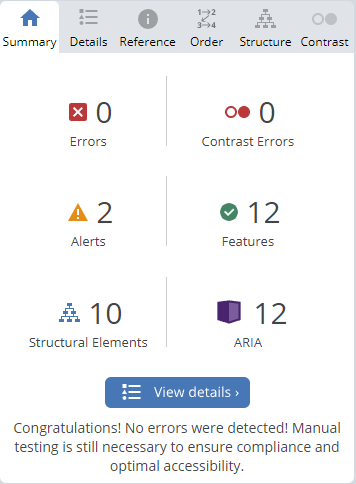 Summary Details Reference Order Structure Contrast
0 0
Errors Contrast Errors
2 12
Alerts Features
10 12
Structural Elements ARIA
View details ›
Congratulations! No errors were detected! Manual
testing is still necessary to ensure compliance and
optimal accessibility.